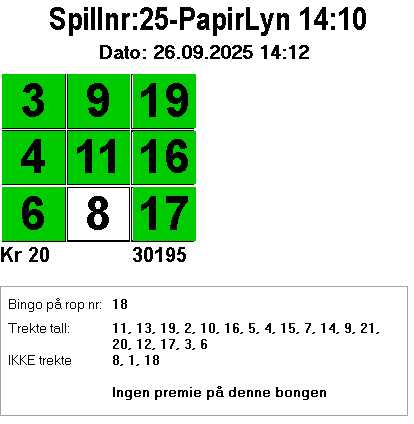 Spillnr:25-PapirLyn 14:10
Dato: 26.09.2025 14:12
3 9 19
4 11 16
6 8 17
Kr 20 30195
Bingo på rop nr: 18
Trekte tall: 11, 13, 19, 2, 10, 16, 5, 4, 15, 7, 14, 9, 21,
20, 12, 17, 3, 6
IKKE trekte 8, 1, 18
Ingen premie på denne bongen